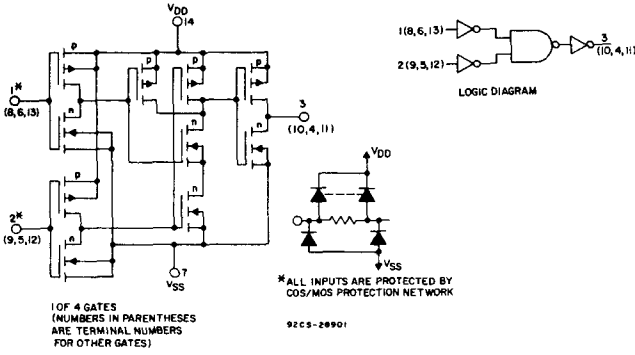 VDD
14
p
p
p
p
1*
(8,6,13)
n
n
n
3
(10,4,11)
p
n
n
2*
(9,5,12)
7
VSS
1 OF 4 GATES
(NUMBERS IN PARENTHESES
ARE TERMINAL NUMBERS
FOR OTHER GATES)
1(8,6,13)
2(9,5,12)
3
(10,4,11)
LOGIC DIAGRAM
VDD
VSS
*ALL INPUTS ARE PROTECTED BY
COS/MOS PROTECTION NETWORK
92CS-28901